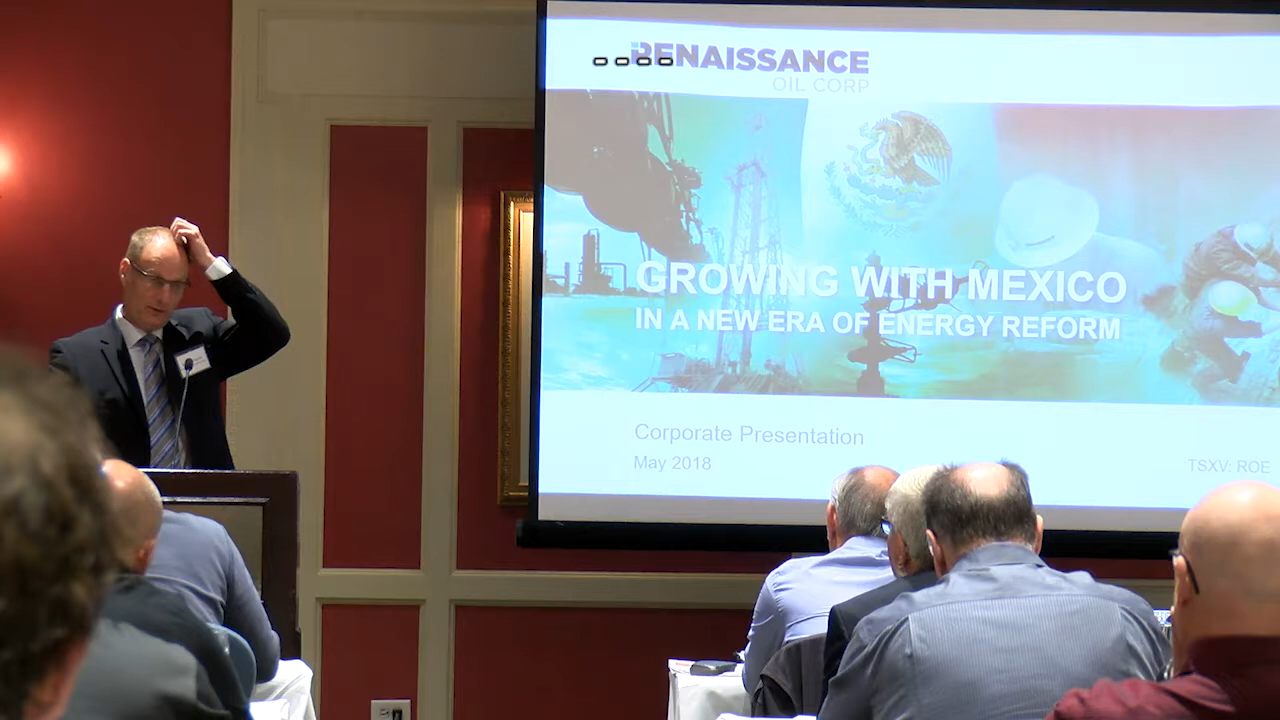 RENAISSANCE
OIL CORP
GROWING WITH MEXICO
IN A NEW ERA OF ENERGY REFORM
Corporate Presentation
May 2018
TSXV: ROE